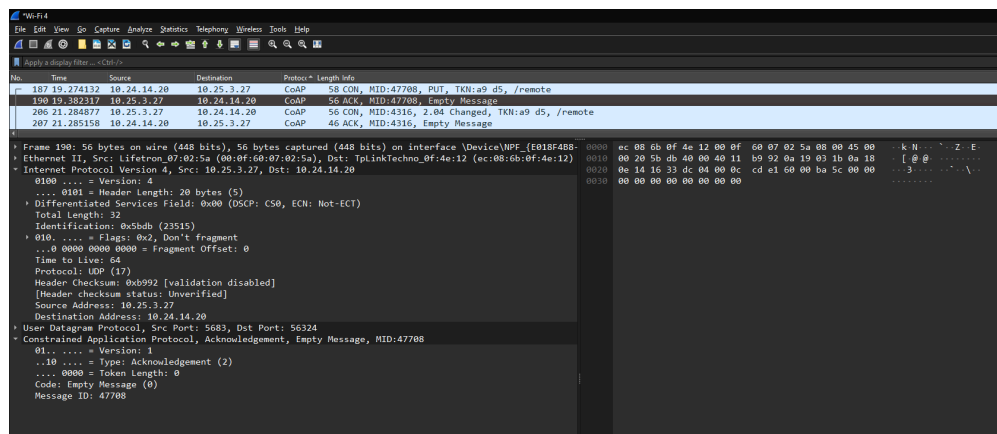 *Wi-Fi 4
File Edit View Go Capture Analyze Statistics Telephony Wireless Tools Help
Apply a display filter ... <Ctrl-/>
No. Time Source Destination Protocc Length Info
187 19.274132 10.24.14.20 10.25.3.27 CoAP 58 CON, MID:47708, PUT, TKN:a9 d5, /remote
190 19.382317 10.25.3.27 10.24.14.20 CoAP 56 ACK, MID:47708, Empty Message
206 21.284877 10.25.3.27 10.24.14.20 CoAP 56 CON, MID:4316, 2.04 Changed, TKN:a9 d5, /remote
207 21.285158 10.24.14.20 10.25.3.27 CoAP 46 ACK, MID:4316, Empty Message
Frame 190: 56 bytes on wire (448 bits), 56 bytes captured (448 bits) on interface \Device\NPF_{E018F4B8-
Ethernet II, Src: Lifetron_07:02:5a (00:0f:60:07:02:5a), Dst: TpLinkTechno_0f:4e:12 (ec:08:6b:0f:4e:12)
Internet Protocol Version 4, Src: 10.25.3.27, Dst: 10.24.14.20
0100 .... = Version: 4
.... 0101 = Header Length: 20 bytes (5)
Differentiated Services Field: 0x00 (DSCP: CS0, ECN: Not-ECT)
Total Length: 32
Identification: 0x5bdb (23515)
010. .... = Flags: 0x2, Don't fragment
...0 0000 0000 0000 = Fragment Offset: 0
Time to Live: 64
Protocol: UDP (17)
Header Checksum: 0xb992 [validation disabled]
[Header checksum status: Unverified]
Source Address: 10.25.3.27
Destination Address: 10.24.14.20
User Datagram Protocol, Src Port: 5683, Dst Port: 56324
Constrained Application Protocol, Acknowledgement, Empty Message, MID:47708
01.. .... = Version: 1
..10 .... = Type: Acknowledgement (2)
.... 0000 = Token Length: 0
Code: Empty Message (0)
Message ID: 47708
0000 ec 08 6b 0f 4e 12 00 0f 60 07 02 5a 08 00 45 00 ··k·N··· `··Z··E·
0010 00 20 5b db 40 00 40 11 b9 92 0a 19 03 1b 0a 18 · [·@·@· ········
0020 0e 14 16 33 dc 04 00 0c cd e1 60 00 ba 5c 00 00 ···3···· ··`··\··
0030 00 00 00 00 00 00 00 00 ········